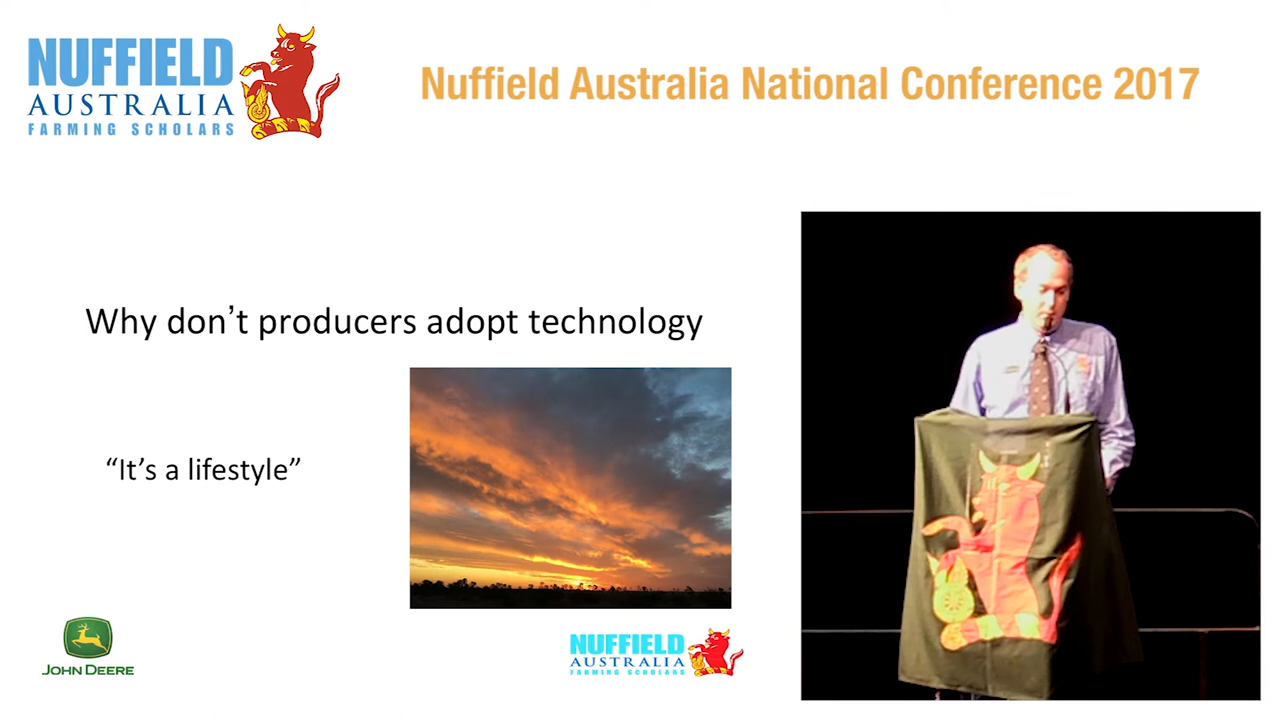 NUFFIELD
AUSTRALIA
FARMING SCHOLARS
Nuffield Australia National Conference 2017
Why don’t producers adopt technology
“It’s a lifestyle”
JOHN DEERE
NUFFIELD
AUSTRALIA
FARMING SCHOLARS